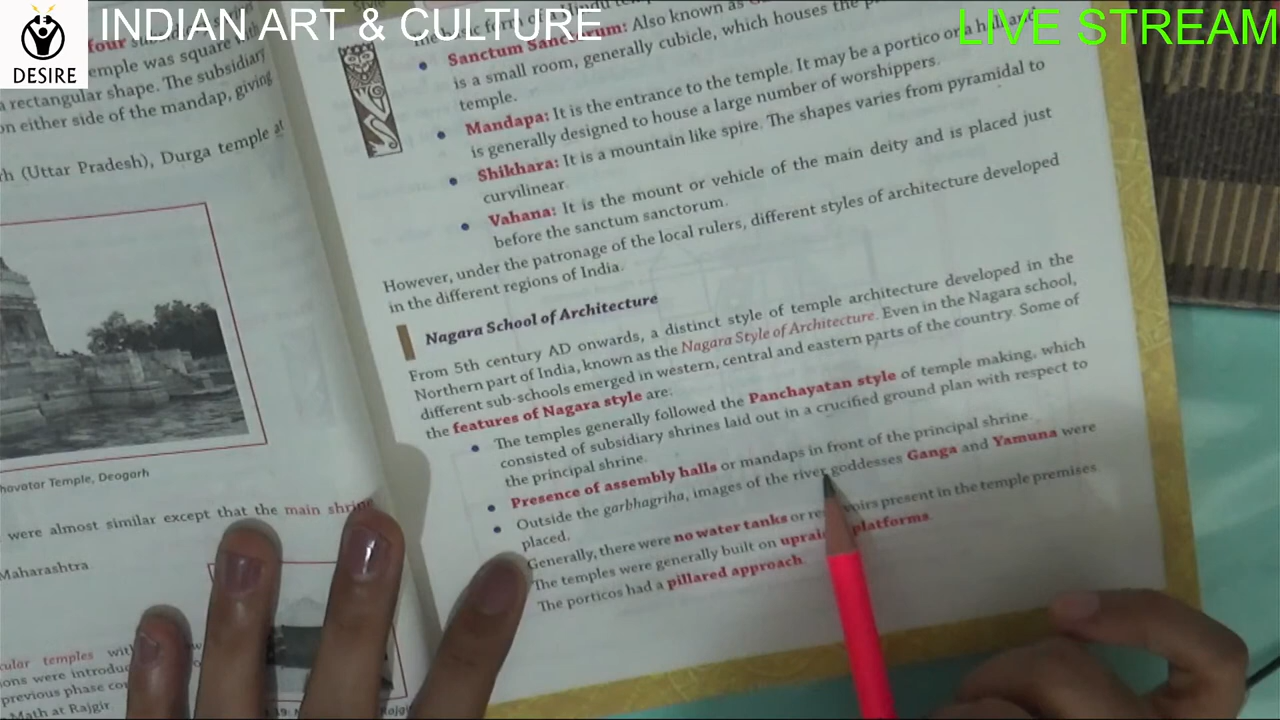 INDIAN ART & CULTURE
LIVE STREAM
DESIRE
four
emple was square
a rectangular shape. The subsidiary
on either side of the mandap, giving
(Uttar Pradesh), Durga temple at
Temple, Deogarh
were almost similar except that the main shrine
Maharashtra
temples
previous phase
Math at Rajgir.
Sanctum Sanctorum: Also known as
is a small room, generally cubicle, which houses the
temple.
Mandapa: It is the entrance to the temple. It may be a portico or a hall and
is generally designed to house a large number of worshippers.
Shikhara: It is a mountain like spire. The shapes varies from pyramidal to
curvilinear.
Vahana: It is the mount or vehicle of the main deity and is placed just
before the sanctum sanctorum.
However, under the patronage of the local rulers, different styles of architecture developed
in the different regions of India.
Nagara School of Architecture
From 5th century AD onwards, a distinct style of temple architecture developed in the
Northern part of India, known as the Nagara Style of Architecture. Even in the Nagara school,
different sub-schools emerged in western, central and eastern parts of the country. Some of
the features of Nagara style are:
The temples generally followed the Panchayatan style of temple making, which
consisted of subsidiary shrines laid out in a crucified ground plan with respect to
the principal shrine.
Presence of assembly halls or mandaps in front of the principal shrine.
Outside the garbhagriha, images of the river goddesses Ganga and Yamuna were
placed.
Generally, there were no water tanks or present in the temple premises.
The temples were generally built on platforms.
The porticos had a pillared approach.